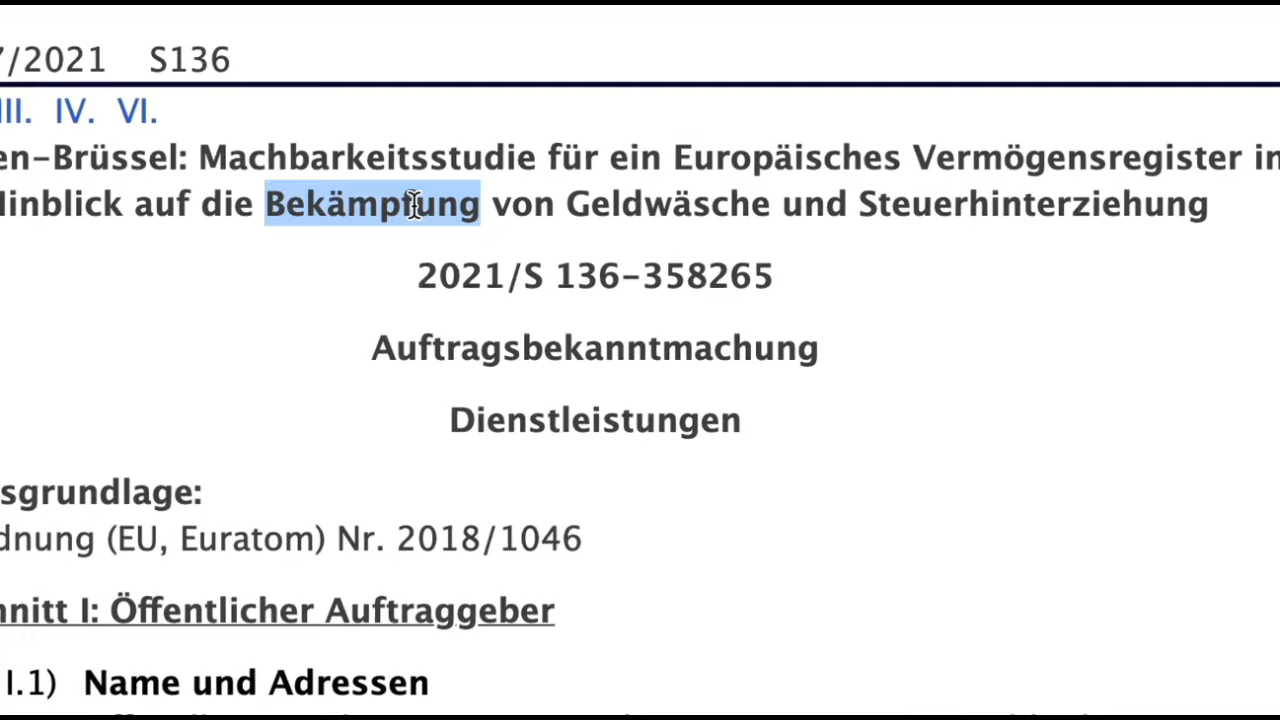 7/2021 S136
III. IV. VI.
en-Brüssel: Machbarkeitsstudie für ein Europäisches Vermögensregister im
Hinblick auf die Bekämpfung von Geldwäsche und Steuerhinterziehung
2021/S 136-358265
Auftragsbekanntmachung
Dienstleistungen
sgrundlage:
dnung (EU, Euratom) Nr. 2018/1046
hnitt I: Öffentlicher Auftraggeber
I.1) Name und Adressen